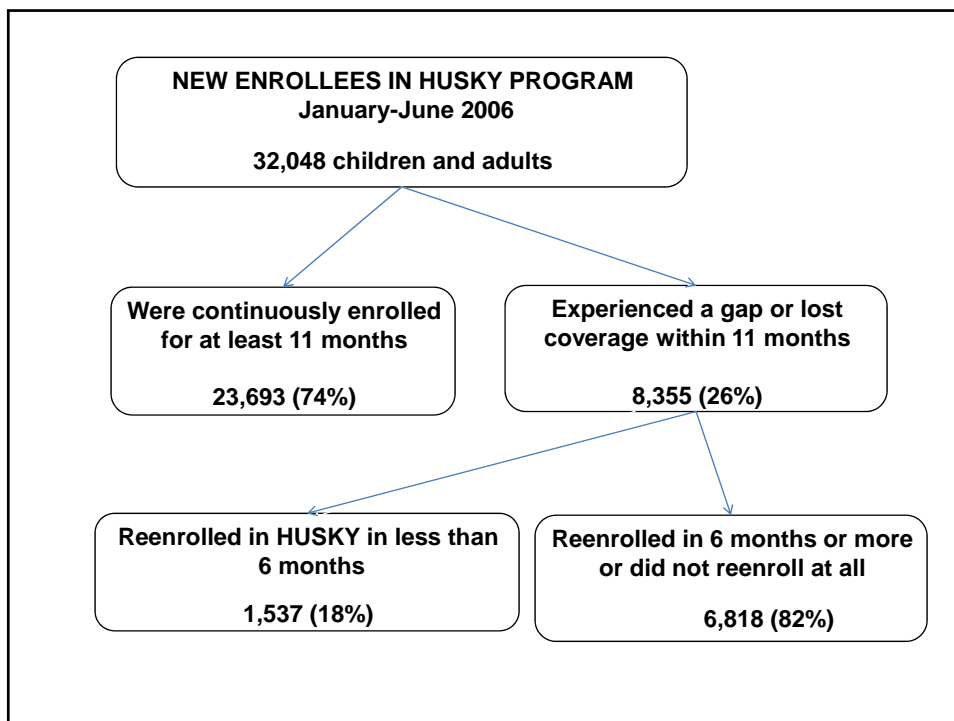 NEW ENROLLEES IN HUSKY PROGRAM
January-June 2006
32,048 children and adults
Were continuously enrolled
for at least 11 months
23,693 (74%)
Experienced a gap or lost
coverage within 11 months
8,355 (26%)
Reenrolled in HUSKY in less than
6 months
1,537 (18%)
Reenrolled in 6 months or more
or did not reenroll at all
6,818 (82%)